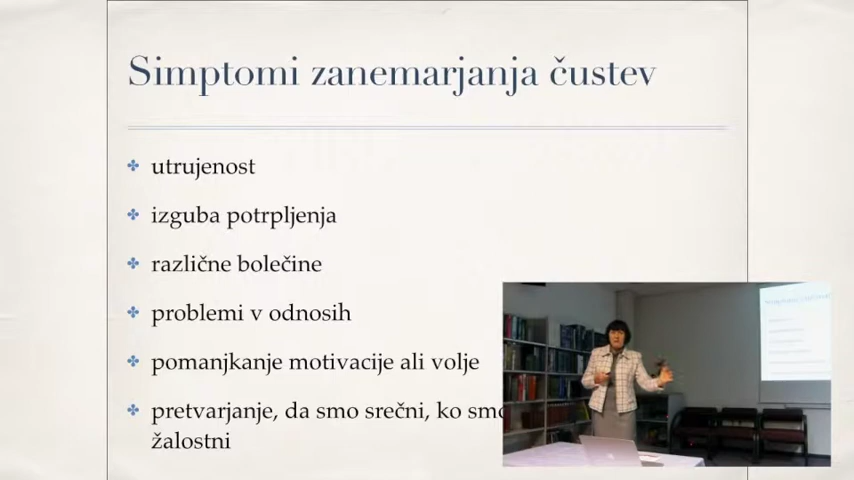 Simptomi zanemarjanja čustev
utrujenost
izguba potrpljenja
različne bolečine
problemi v odnosih
pomanjkanje motivacije ali volje
pretvarjanje, da smo srečni, ko smo
žalostni